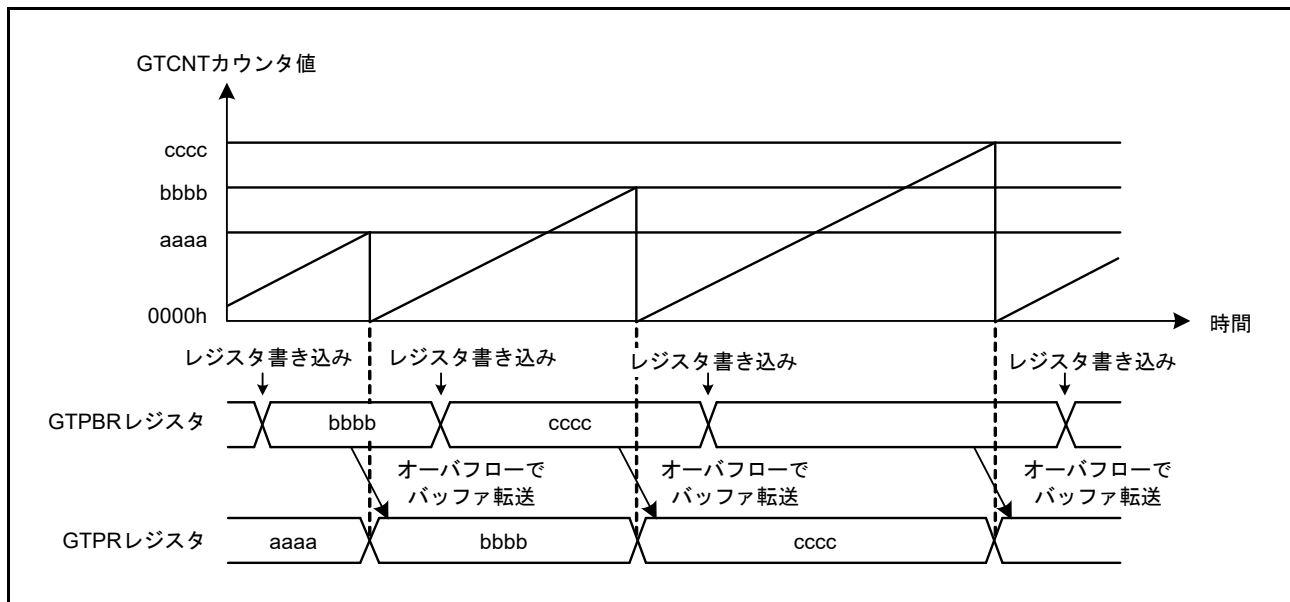 GTCNTカウンタ値
cccc
bbbb
aaaa
0000h
時間
レジスタ書き込み
レジスタ書き込み
レジスタ書き込み
レジスタ書き込み
GTPBRレジスタ
bbbb
cccc
オーバフローで
バッファ転送
オーバフローで
バッファ転送
オーバフローで
バッファ転送
GTPRレジスタ
aaaa
bbbb
cccc